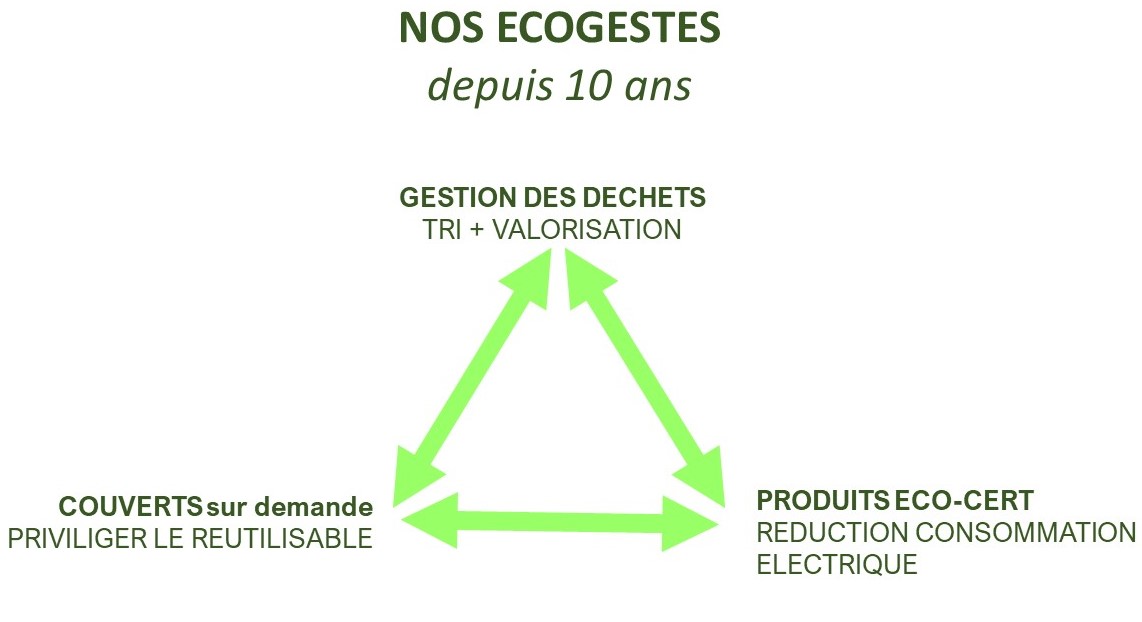 NOS ECOGESTES
depuis 10 ans
GESTION DES DECHETS
TRI + VALORISATION
COUVERTS sur demande
PRIVILIGER LE REUTILISABLE
PRODUITS ECO-CERT
REDUCTION CONSOMMATION
ELECTRIQUE